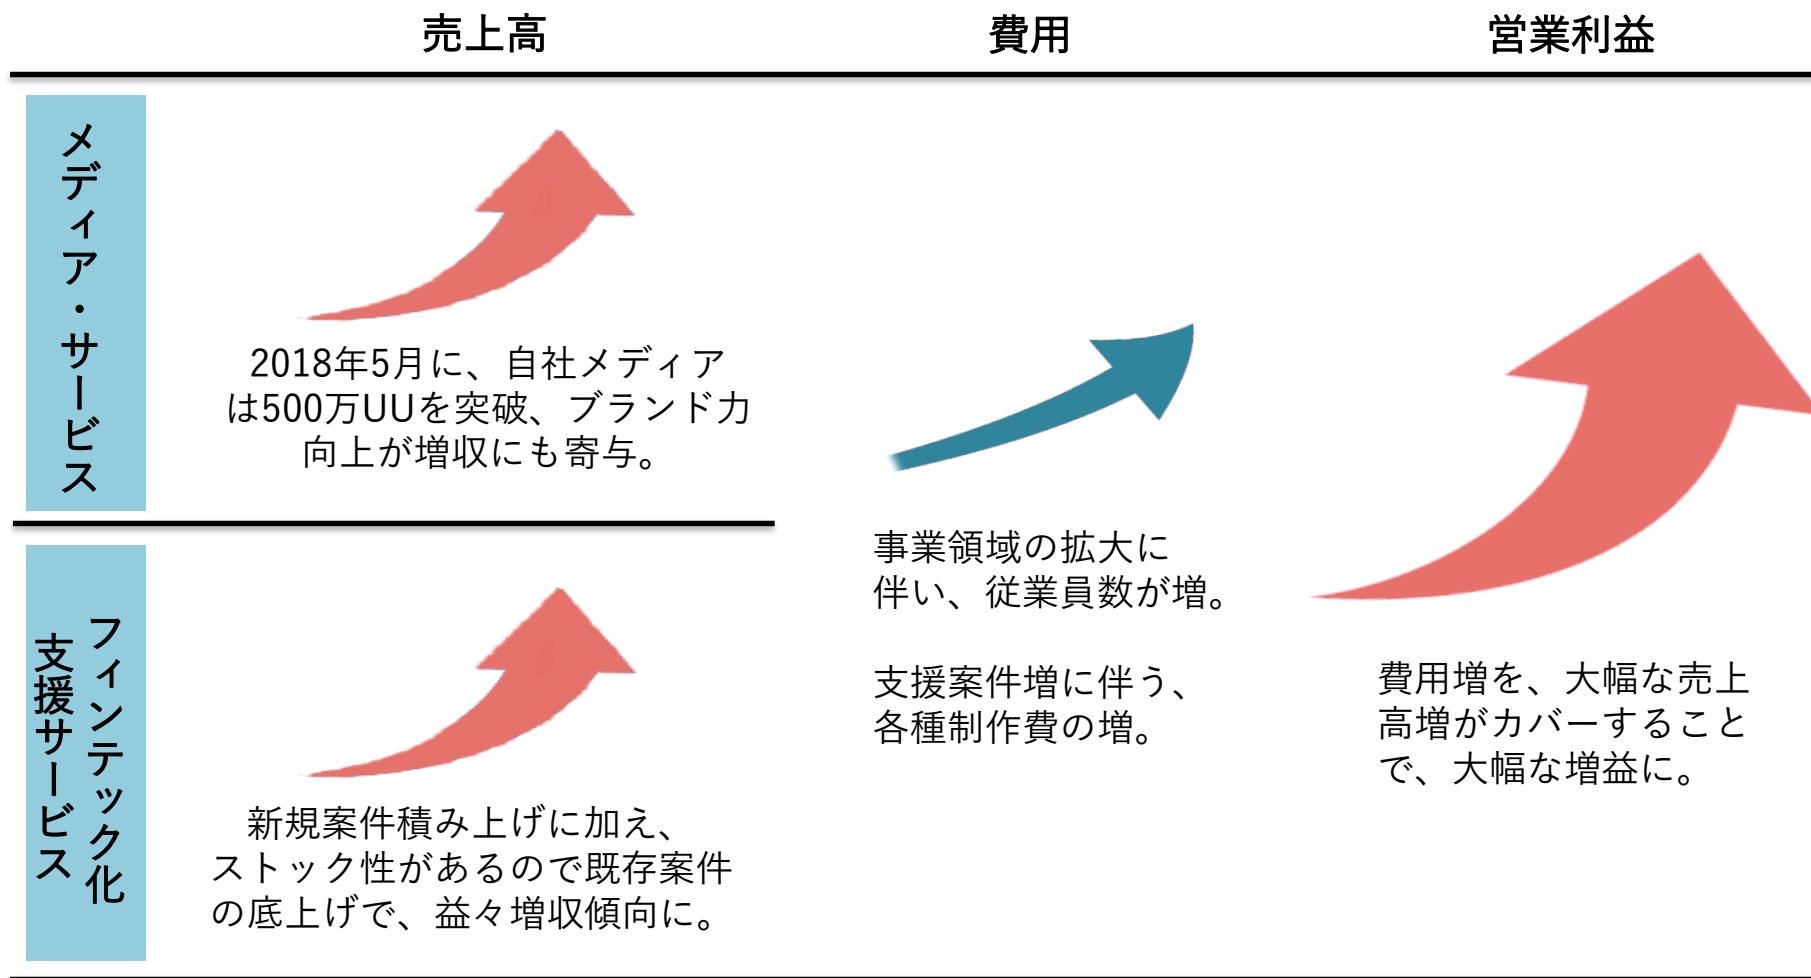 売上高
費用
営業利益
メディア・サービス
2018年5月に、自社メディア
は500万UUを突破、ブランド力
向上が増収にも寄与。
フィンテック化
支援サービス
新規案件積み上げに加え、
ストック性があるので既存案件
の底上げで、益々増収傾向に。
事業領域の拡大に
伴い、従業員数が増。
支援案件増に伴う、
各種制作費の増。
費用増を、大幅な売上
高増がカバーすること
で、大幅な増益に。